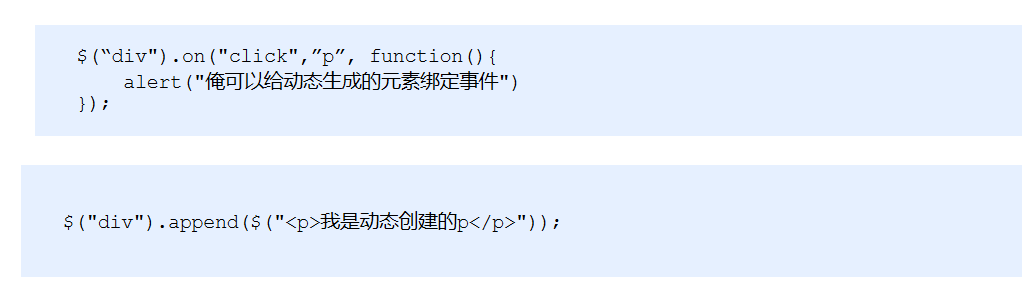 $(“div").on("click",”p”, function(){
    alert("俺可以给动态生成的元素绑定事件")
});
$("div").append($("<p>我是动态创建的p</p>"));